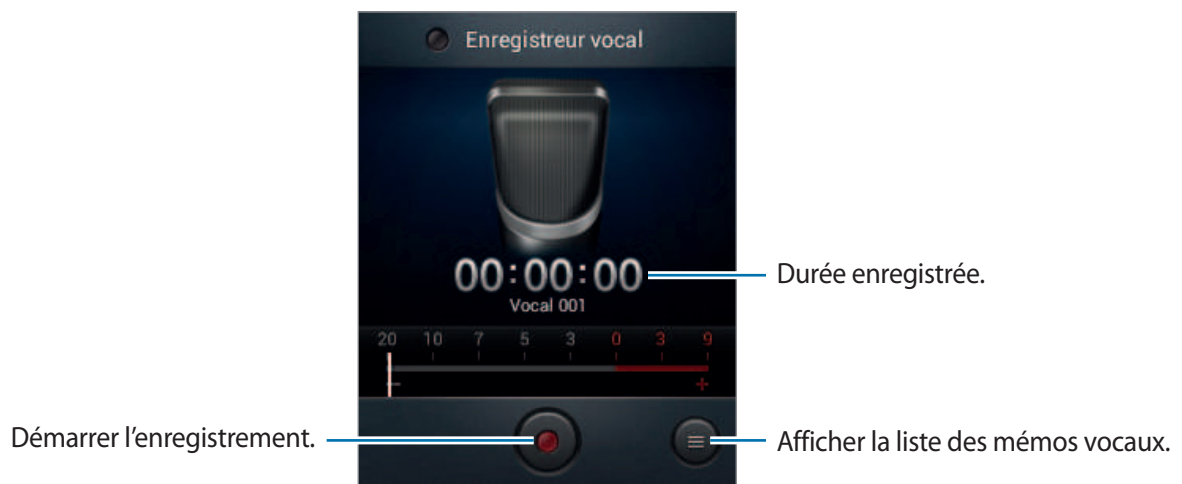 Enregistreur vocal
00:00:00
Durée enregistrée.
Vocal 001
20 10 7 5 3 0 3 9
− +
Démarrer l’enregistrement.
Afficher la liste des mémos vocaux.